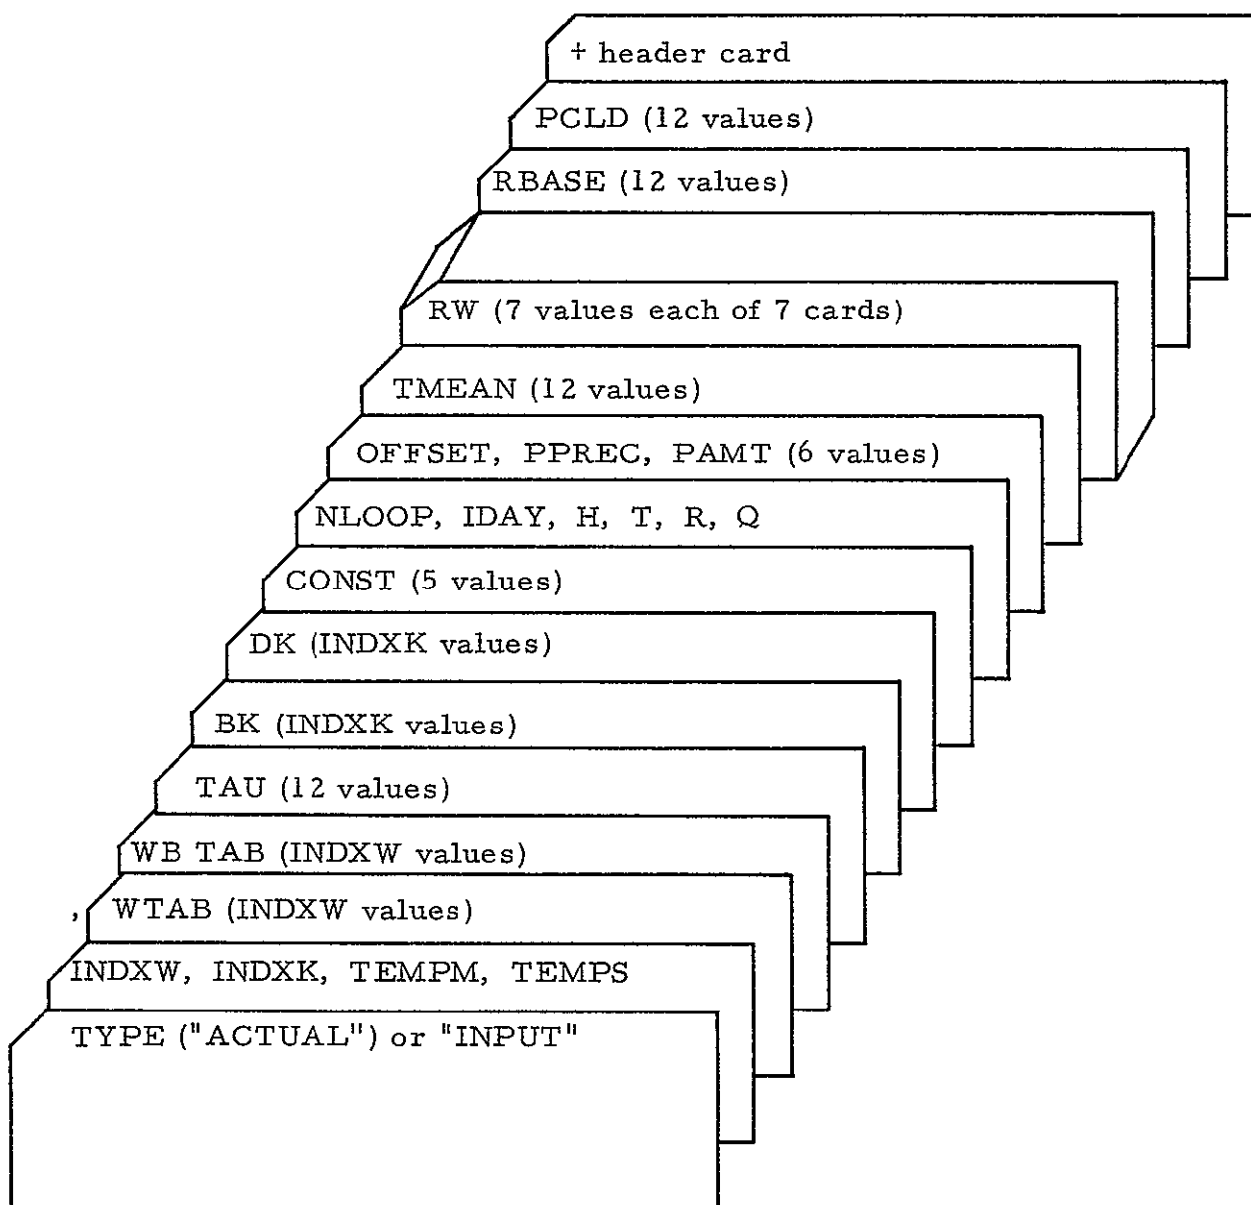 + header card
PCLD (12 values)
RBASE (12 values)
RW (7 values each of 7 cards)
TMEAN (12 values)
OFFSET, PPREC, PAMT (6 values)
NLOOP, IDAY, H, T, R, Q
CONST (5 values)
DK (INDXK values)
BK (INDXK values)
TAU (12 values)
WB TAB (INDXW values)
, WTAB (INDXW values)
INDXW, INDXK, TEMPM, TEMPS
TYPE ("ACTUAL") or "INPUT"